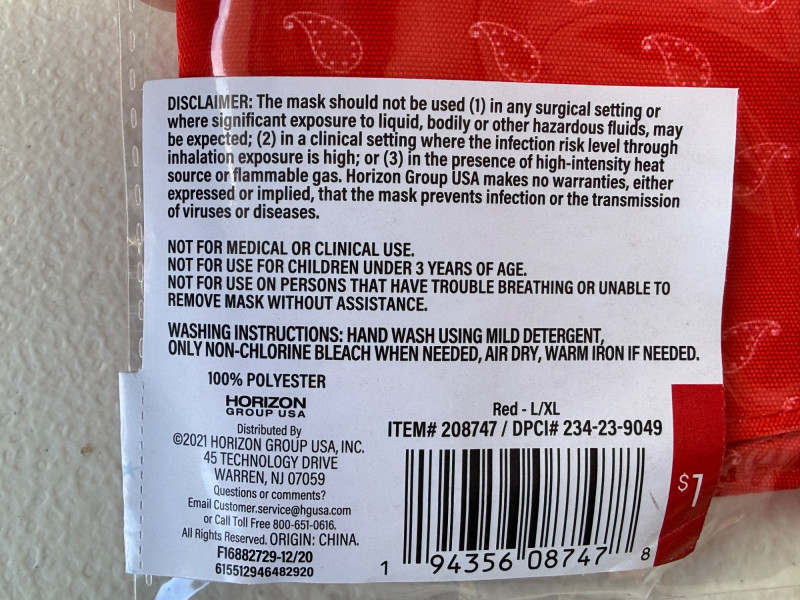 DISCLAIMER: The mask should not be used (1) in any surgical setting or
where significant exposure to liquid, bodily or other hazardous fluids, may
be expected; (2) in a clinical setting where the infection risk level through
inhalation exposure is high; or (3) in the presence of high-intensity heat
source or flammable gas. Horizon Group USA makes no warranties, either
expressed or implied, that the mask prevents infection or the transmission
of viruses or diseases.
NOT FOR MEDICAL OR CLINICAL USE.
NOT FOR USE FOR CHILDREN UNDER 3 YEARS OF AGE.
NOT FOR USE ON PERSONS THAT HAVE TROUBLE BREATHING OR UNABLE TO
REMOVE MASK WITHOUT ASSISTANCE.
WASHING INSTRUCTIONS: HAND WASH USING MILD DETERGENT,
ONLY NON-CHLORINE BLEACH WHEN NEEDED, AIR DRY, WARM IRON IF NEEDED.
100% POLYESTER
HORIZON
GROUP USA
Distributed By
©2021 HORIZON GROUP USA, INC.
45 TECHNOLOGY DRIVE
WARREN, NJ 07059
Questions or comments?
Email Customer.service@hgusa.com
or Call Toll Free 800-651-0616.
All Rights Reserved. ORIGIN: CHINA.
F16882729-12/20
615512946482920
Red - L/XL
ITEM# 208747 / DPCI# 234-23-9049
$1
1 94356 08747 8